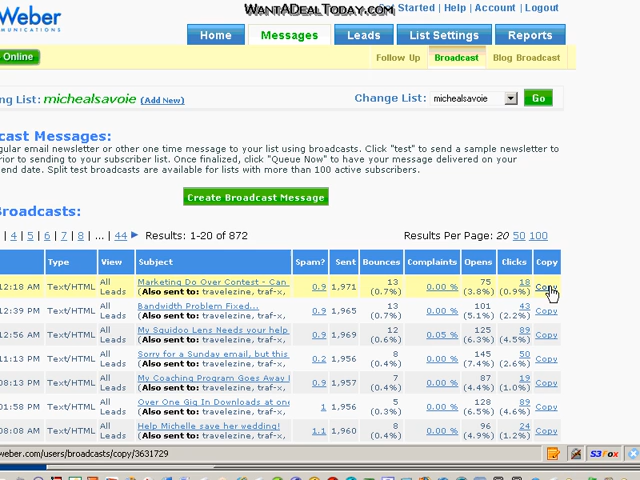 WANTADEALTODAY.COM
Started | Help | Account | Logout
Weber
MUNICATIONS
Home Messages Leads List Settings Reports
Online
Follow Up Broadcast Blog Broadcast
ng List: michealsavoie (Add New) Change List: michealsavoie Go
cast Messages:
gular email newsletter or other one time message to your list using broadcasts. Click "test" to send a sample newsletter to
rior to sending to your subscriber list. Once finalized, click "Queue Now" to have your message delivered on your
end date. Split test broadcasts are available for lists with more than 100 active subscribers.
Create Broadcast Message
Broadcasts:
| 4 | 5 | 6 | 7 | 8 | ... | 44 Results: 1-20 of 872 Results Per Page: 20 50 100
Type View Subject Spam? Sent Bounces Complaints Opens Clicks Copy
12:18 AM Text/HTML All Leads Marketing Do Over Contest - Can 0.9 1,971 13 0.00 % 75 18 Copy
Also sent to: travelezine, traf-x, (0.7%) (3.8%) (0.9%)
12:39 PM Text/HTML All Leads Bandwidth Problem Fixed... 0.9 1,965 13 0.00 % 101 43 Copy
Also sent to: travelezine, traf-x, (0.7%) (5.1%) (2.2%)
12:56 AM Text/HTML All Leads My Squidoo Lens Needs your help 0.9 1,969 12 0.05 % 125 89 Copy
Also sent to: travelezine, traf-x, (0.6%) (6.3%) (4.5%)
11:13 PM Text/HTML All Leads Sorry for a Sunday email, but this 0.2 1,956 8 0.00 % 145 50 Copy
Also sent to: travelezine, traf-x, (0.4%) (7.4%) (2.6%)
08:13 PM Text/HTML All Leads My Coaching Program Goes Away 0.9 1,957 7 0.00 % 87 19 Copy
Also sent to: travelezine, traf-x, (0.4%) (4.4%) (1.0%)
01:58 PM Text/HTML All Leads Over One Gig In Downloads at one 1 1,956 5 0.00 % 128 89 Copy
Also sent to: travelezine, traf-x, (0.3%) (6.5%) (4.6%)
08:08 AM Text/HTML All Leads Help Michelle save her wedding! 1.1 1,960 8 0.00 % 96 24 Copy
Also sent to: travelezine, traf-x, (0.4%) (4.9%) (1.2%)
weber.com/users/broadcasts/copy/3631729 S3Fox